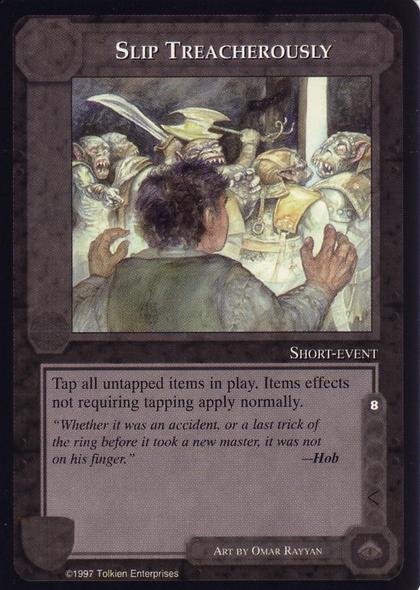 SLIP TREACHEROUSLY
SHORT-EVENT
Tap all untapped items in play. Items effects
not requiring tapping apply normally.
8
“Whether it was an accident, or a last trick of
the ring before it took a new master, it was not
on his finger.” —Hob
ART BY OMAR RAYYAN
©1997 Tolkien Enterprises